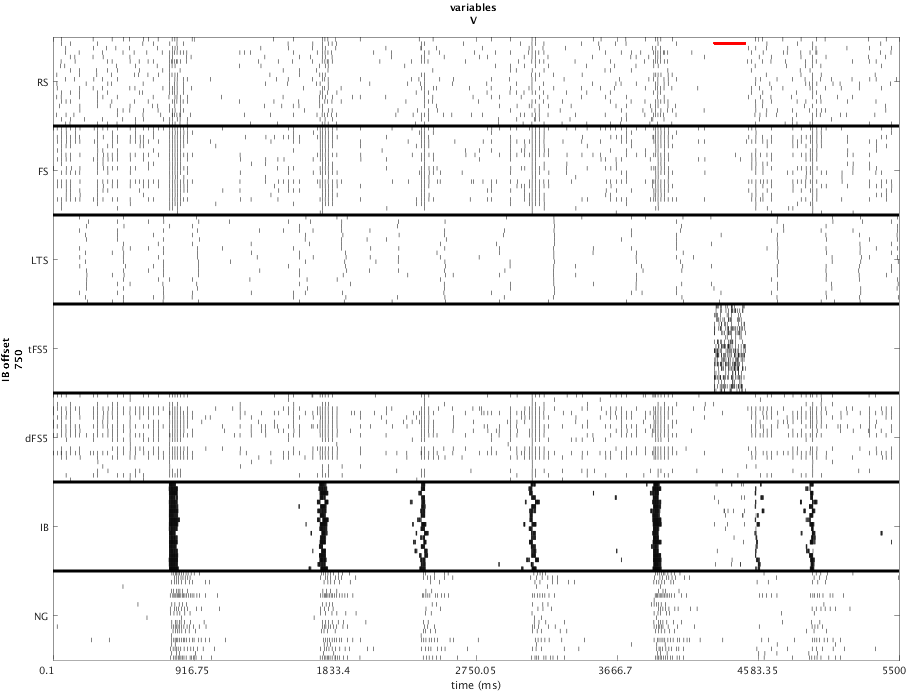 variables
V
RS
FS
LTS
tFS5
dFS5
IB
NG
IB offset
750
0.1
916.75
1833.4
2750.05
3666.7
4583.35
5500
time (ms)